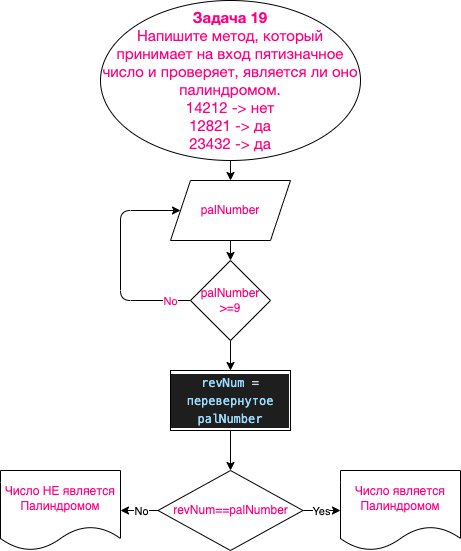 Задача 19
Напишите метод, который
принимает на вход пятизначное
число и проверяет, является ли оно
палиндромом.
14212 -> нет
12821 -> да
23432 -> да
palNumber
palNumber
>=9
No
revNum =
перевернутое
palNumber
Число НЕ является
Палиндромом
No
revNum==palNumber
Yes
Число является
Палиндромом